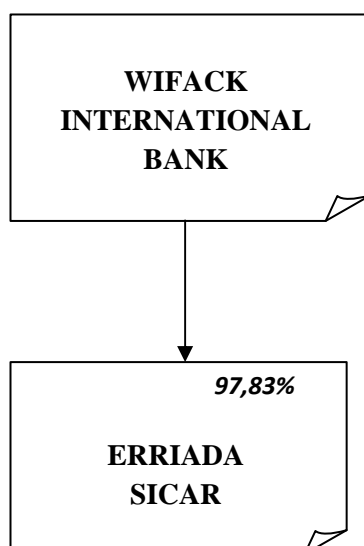 WIFACK
INTERNATIONAL
BANK
97,83%
ERRIADA
SICAR